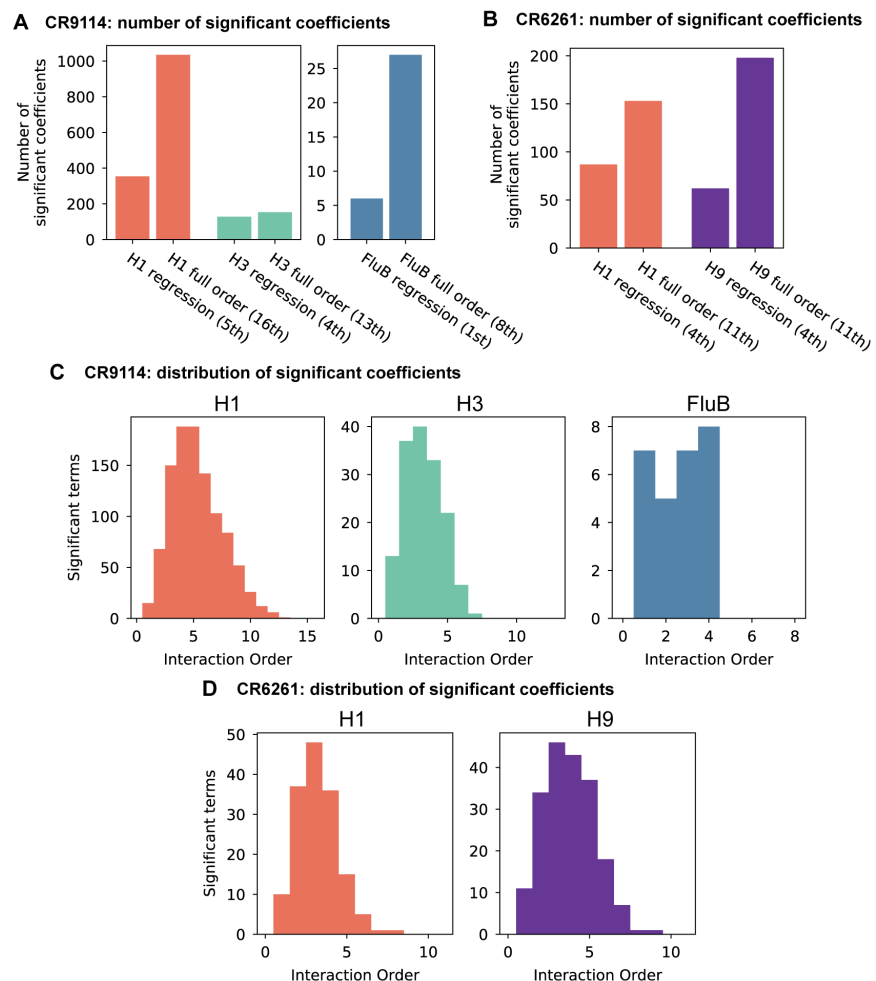 A CR9114: number of significant coefficients
Number of
significant coefficients
1000
800
600
400
200
0
25
20
15
10
5
0
H1 regression (5th)
H1 full order (16th)
H3 regression (4th)
H3 full order (13th)
FluB regression (1st)
FluB full order (8th)
B CR6261: number of significant coefficients
Number of
significant coefficients
200
150
100
50
0
H1 regression (4th)
H1 full order (11th)
H9 regression (4th)
H9 full order (11th)
C CR9114: distribution of significant coefficients
H1
Significant terms
150
100
50
0
0 5 10 15
Interaction Order
H3
40
30
20
10
0
0 5 10
Interaction Order
FluB
8
6
4
2
0
0 2 4 6 8
Interaction Order
D CR6261: distribution of significant coefficients
H1
Significant terms
50
40
30
20
10
0
0 5 10
Interaction Order
H9
40
30
20
10
0
0 5 10
Interaction Order